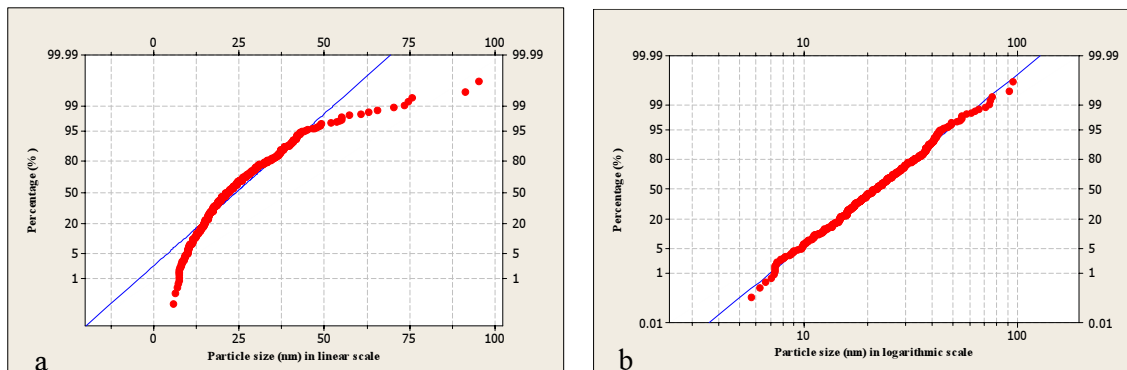 0 25 50 75 100
99.99 99.99
99 99
95 95
80 80
50 50
20 20
5 5
1 1
Percentage (%)
0 25 50 75 100
Particle size (nm) in linear scale
a
10 100
99.99 99.99
99 99
95 95
80 80
50 50
20 20
5 5
1 1
0.01 0.01
Percentage (%)
10 100
Particle size (nm) in logarithmic scale
b